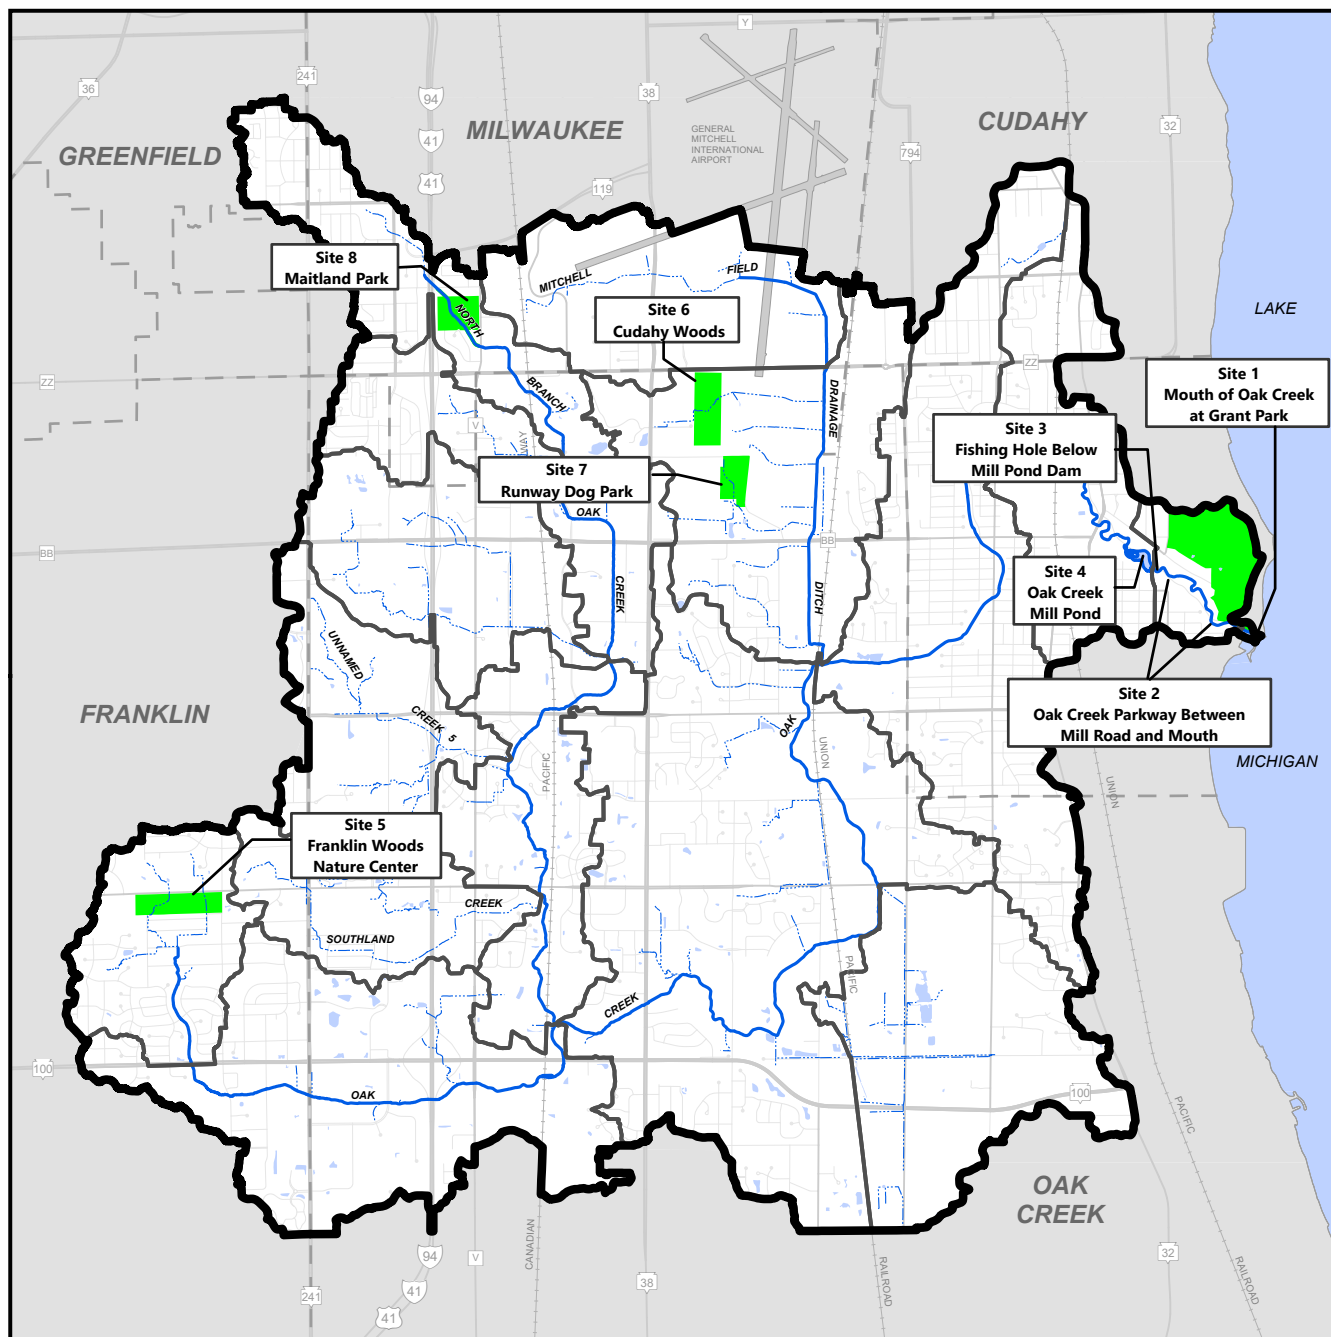 Y
241
36
94
38
CUDAHY
MILWAUKEE
32
GENERAL
MITCHELL
INTERNATIONAL
AIRPORT
41
794
GREENFIELD
41
119
Site 8
Maitland Park
MITCHELL
FIELD
NORTH
Site 6
Cudahy Woods
LAKE
ZZ
ZZ
Site 1
Mouth of Oak Creek
at Grant Park
BRANCH
DRAINAGE
V
WAY
Site 3
Fishing Hole Below
Mill Pond Dam
Site 7
Runway Dog Park
OAK
BB
BB
CREEK
DITCH
Site 4
Oak Creek
Mill Pond
UNNAMED
CREEK 5
FRANKLIN
OAK
Site 2
Oak Creek Parkway Between
Mill Road and Mouth
PACIFIC
UNION
MICHIGAN
UNION
Site 5
Franklin Woods
Nature Center
CREEK
SOUTHLAND
PACIFIC
CREEK
100
OAK
100
PACIFIC
OAK
CREEK
CANADIAN
94
V
38
32
RAILROAD
RAILROAD
41
241
41